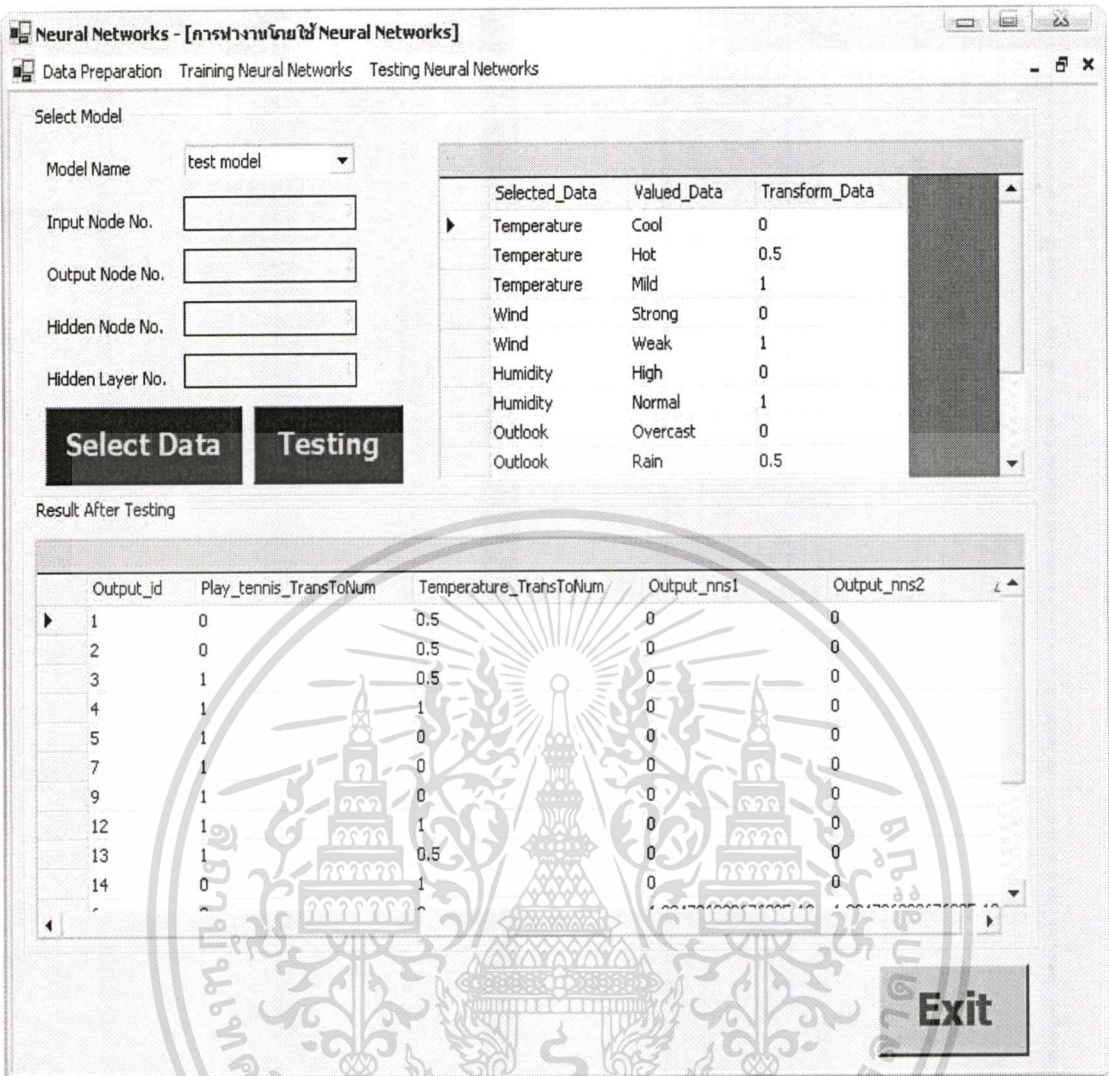 Neural Networks - [การทำงานโดยใช้ Neural Networks]
Data Preparation Training Neural Networks Testing Neural Networks
Select Model
Model Name test model
Input Node No.
Output Node No.
Hidden Node No.
Hidden Layer No.
Select Data Testing
Selected_Data Valued_Data Transform_Data
Temperature Cool 0
Temperature Hot 0.5
Temperature Mild 1
Wind Strong 0
Wind Weak 1
Humidity High 0
Humidity Normal 1
Outlook Overcast 0
Outlook Rain 0.5
Result After Testing
Output_id Play_tennis_TransToNum Temperature_TransToNum Output_nns1 Output_nns2
1 0 0.5 0 0
2 0 0.5 0 0
3 1 0.5 0 0
4 1 1 0 0
5 1 0 0 0
7 1 0 0 0
9 1 0 0 0
12 1 1 0 0
13 1 0.5 0 0
14 0 1 0 0
Exit